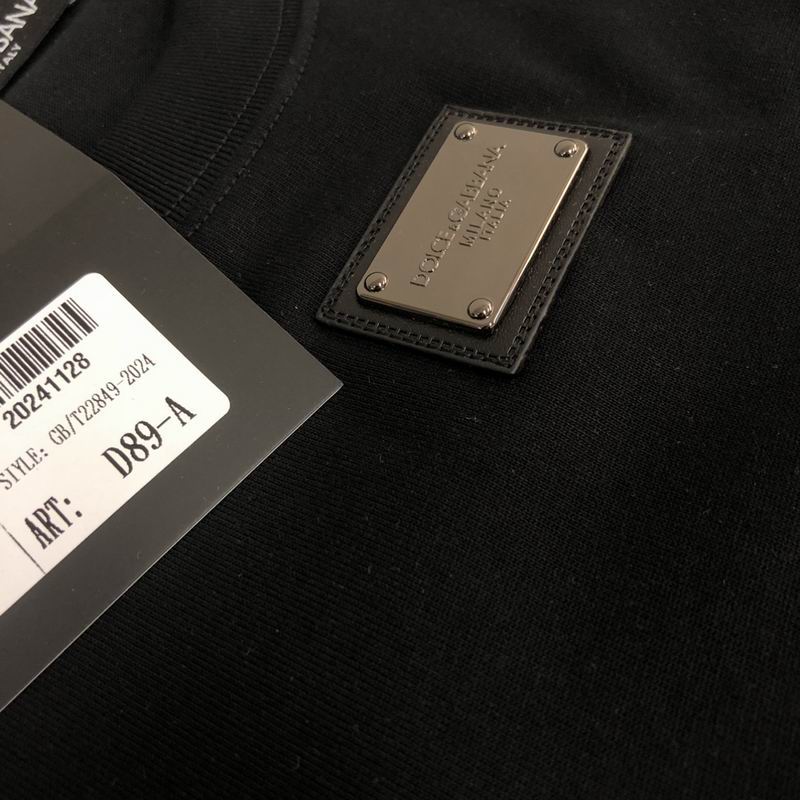 DOLCE&GABBANA
MILANO
ITALIA
20241128
STYLE: GB/T22849-2024
ART: D89-A